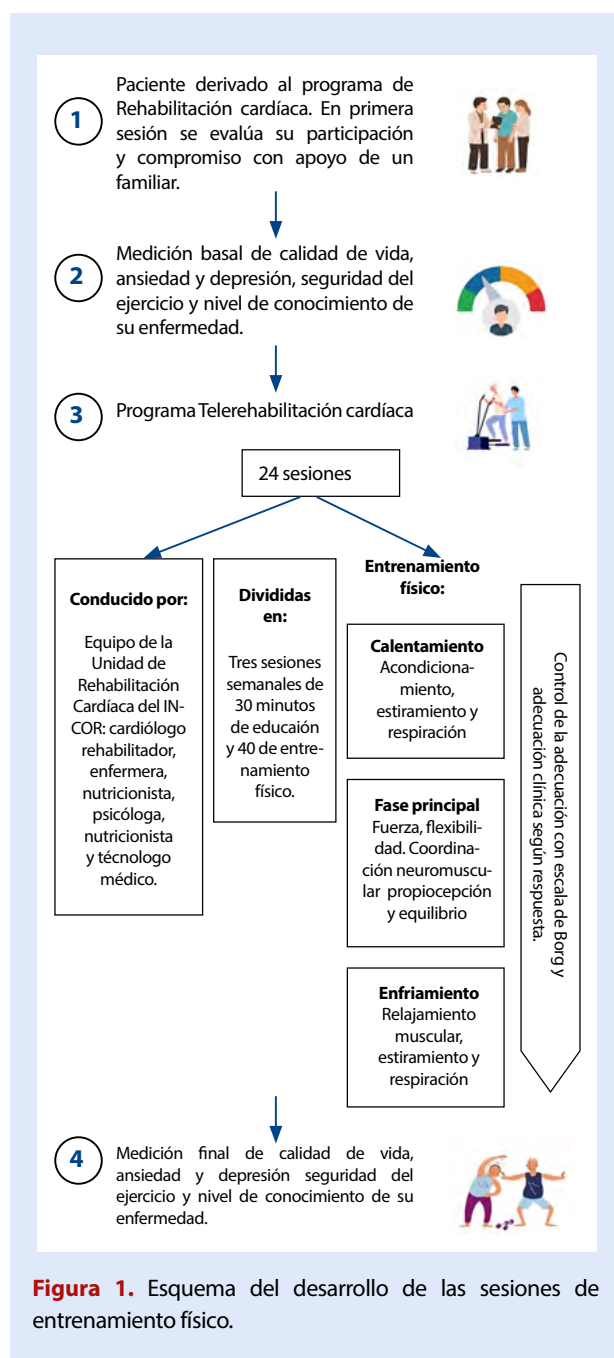 1
Paciente derivado al programa de
Rehabilitación cardíaca. En primera
sesión se evalúa su participación
y compromiso con apoyo de un
familiar.
2
Medición basal de calidad de vida,
ansiedad y depresión, seguridad del
ejercicio y nivel de conocimiento de
su enfermedad.
3
Programa Telerehabilitación cardíaca
24 sesiones
Conducido por:
Equipo de la
Unidad de
Rehabilitación
Cardíaca del IN-
COR: cardiólogo
rehabilitador,
enfermera,
nutricionista,
psicóloga,
nutricionista
y técnologo
médico.
Divididas
en:
Tres sesiones
semanales de
30 minutos
de educaión
y 40 de entre-
namiento
físico.
Entrenamiento
físico:
Calentamiento
Acondiciona-
miento,
estiramiento y
respiración
Fase principal
Fuerza, flexibili-
dad. Coordina-
ción neuromuscu-
lar propiocepción
y equilibrio
Enfriamiento
Relajamiento
muscular,
estiramiento y
respiración
Control de la adecuación con escala de Borg y
adecuación clínica según respuesta.
4
Medición final de calidad de vida,
ansiedad y depresión seguridad del
ejercicio y nivel de conocimiento de su
enfermedad.
Figura 1. Esquema del desarrollo de las sesiones de
entrenamiento físico.